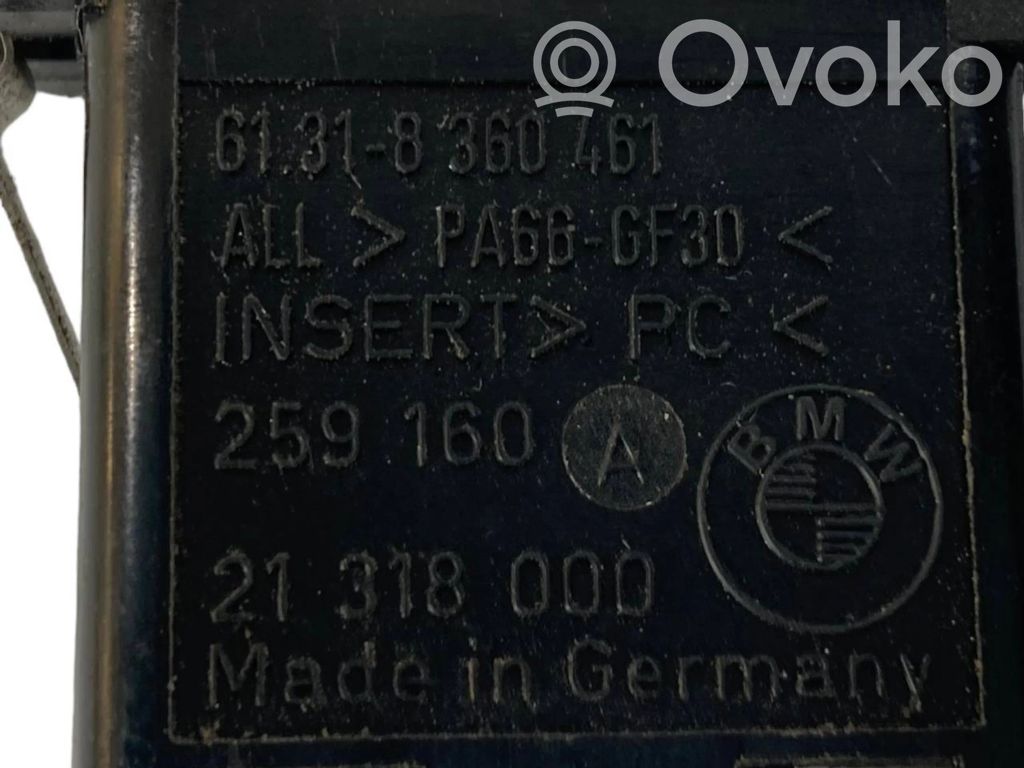 Ovoko
61.31-8 360 461
ALL > PA66-GF30 <
INSERT> PC <
259 160 A
BMW
21 318 000
Made in Germany